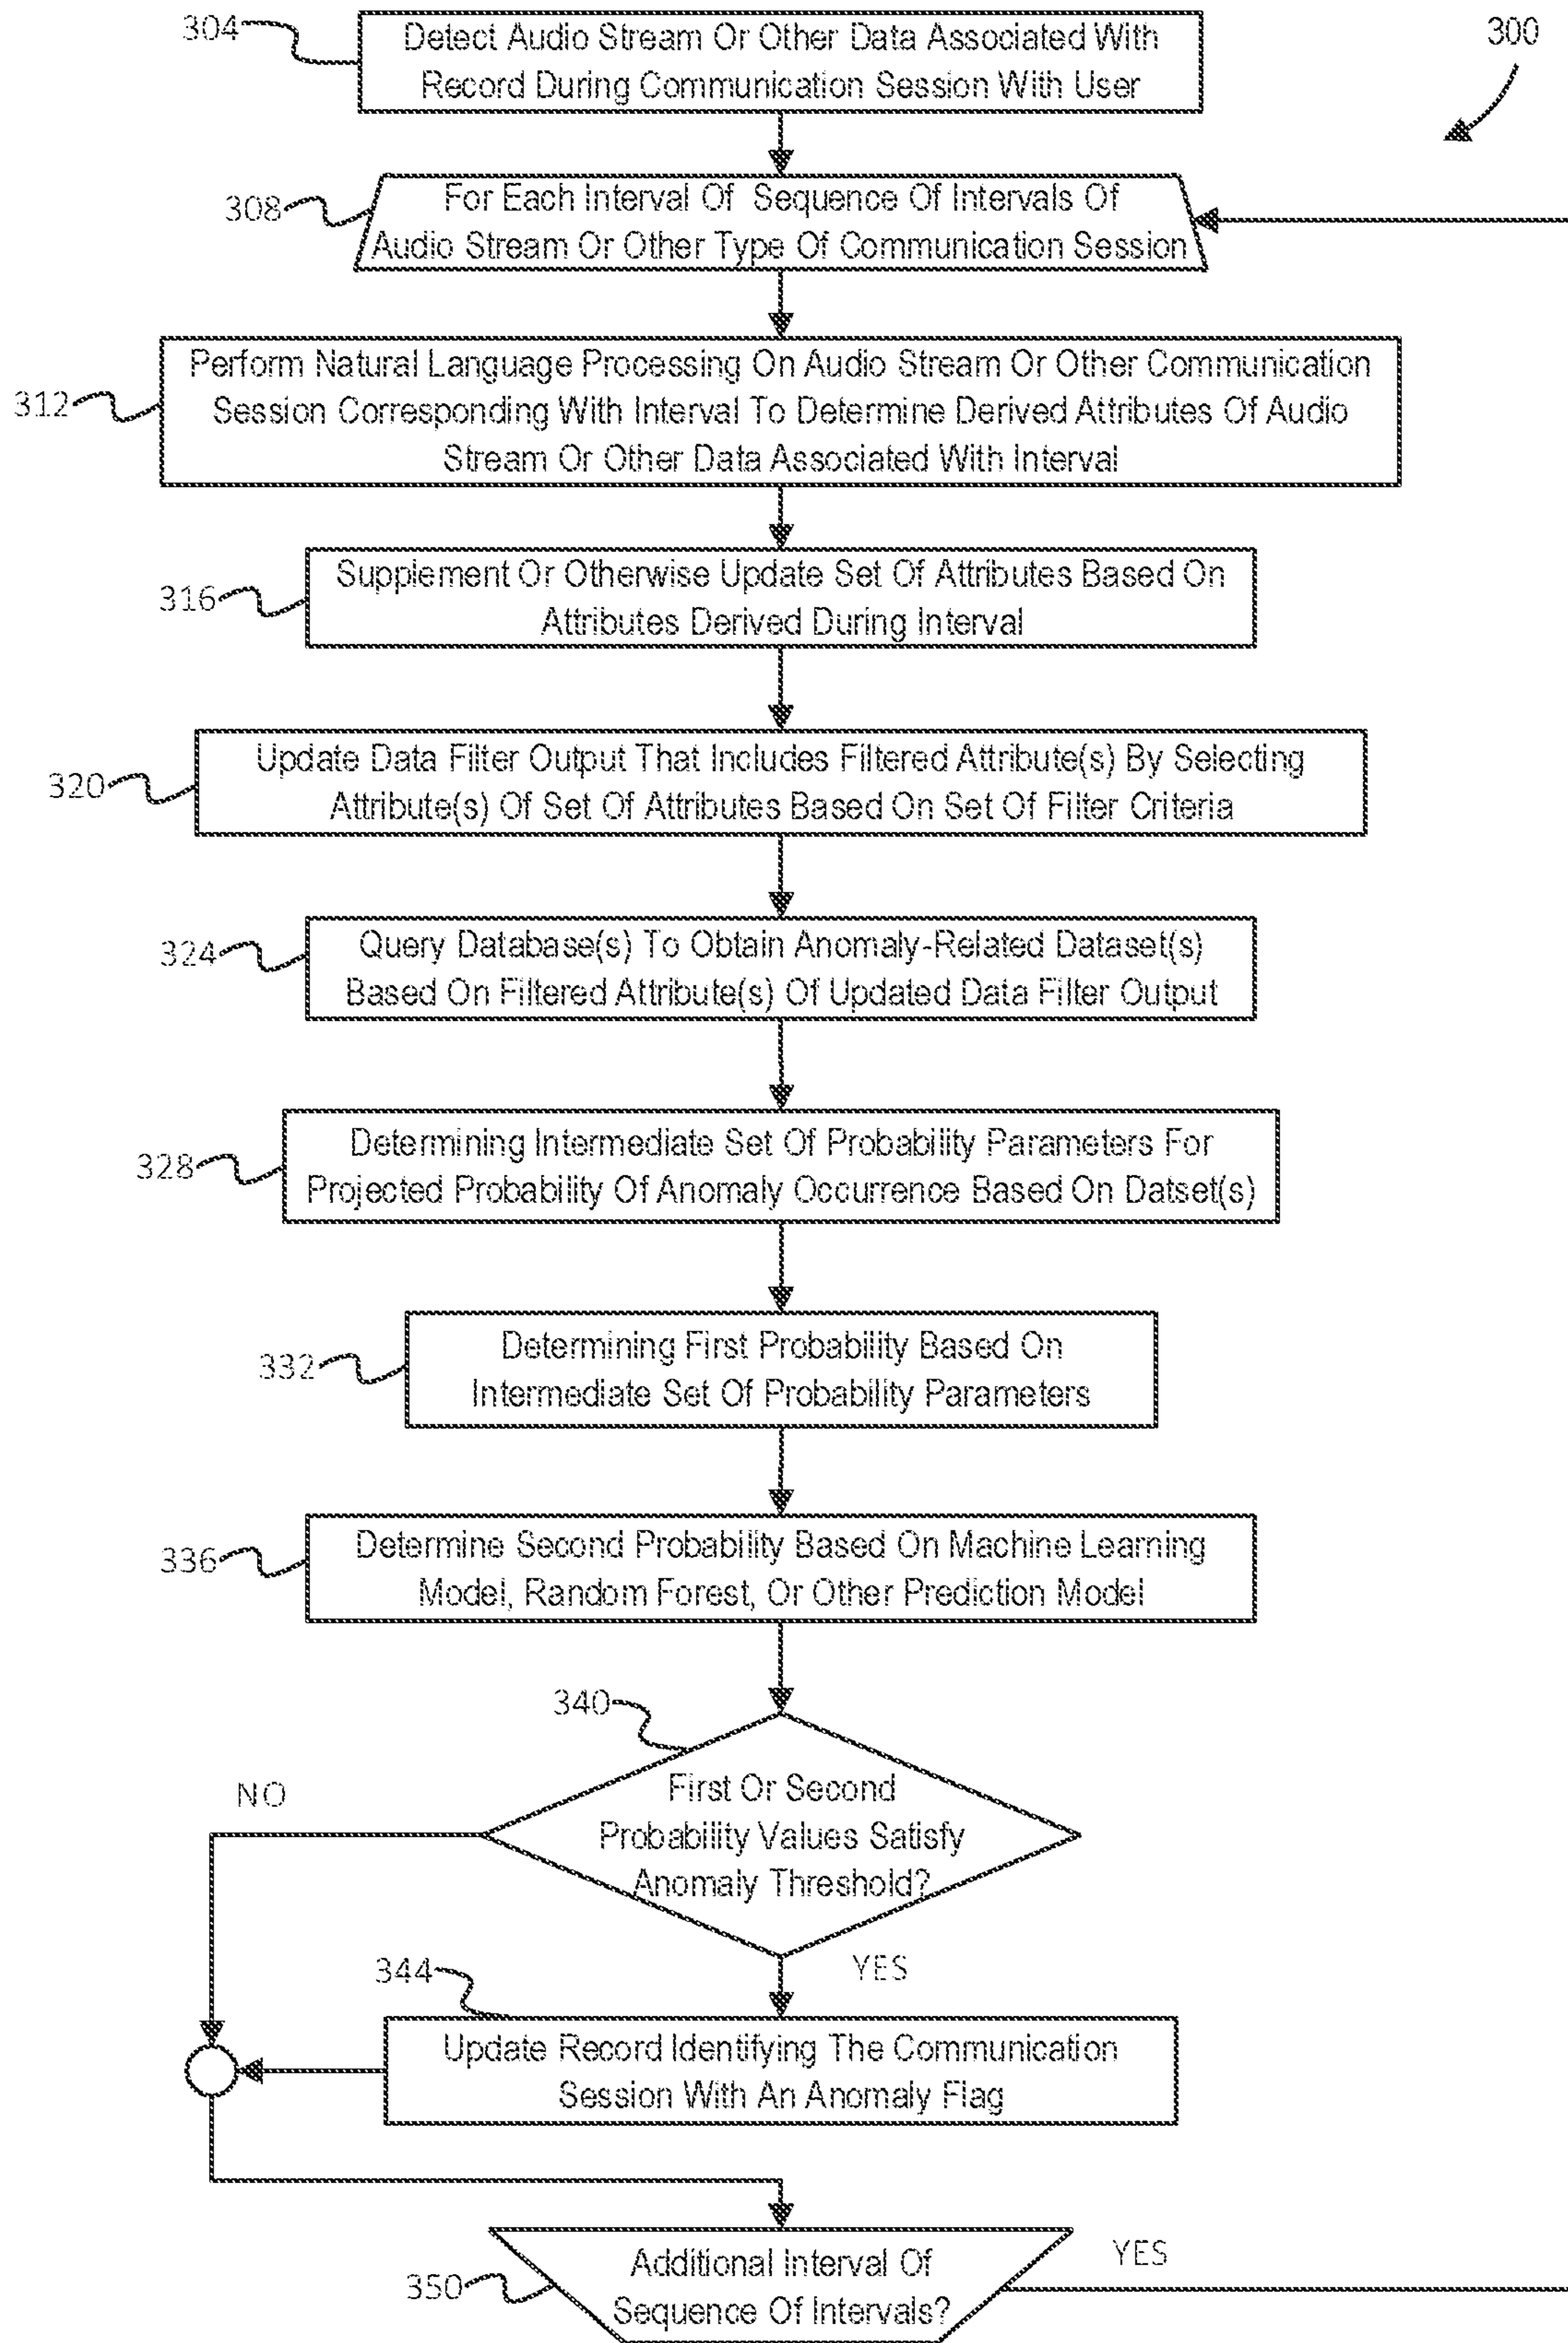 304
Detect Audio Stream Or Other Data Associated With
Record During Communication Session With User
300
308
For Each Interval Of Sequence Of Intervals Of
Audio Stream Or Other Type Of Communication Session
312
Perform Natural Language Processing On Audio Stream Or Other Communication
Session Corresponding With Interval To Determine Derived Attributes Of Audio
Stream Or Other Data Associated With Interval
316
Supplement Or Otherwise Update Set Of Attributes Based On
Attributes Derived During Interval
320
Update Data Filter Output That Includes Filtered Attribute(s) By Selecting
Attribute(s) Of Set Of Attributes Based On Set Of Filter Criteria
324
Query Database(s) To Obtain Anomaly-Related Dataset(s)
Based On Filtered Attribute(s) Of Updated Data Filter Output
328
Determining Intermediate Set Of Probability Parameters For
Projected Probability Of Anomaly Occurrence Based On Datset(s)
332
Determining First Probability Based On
Intermediate Set Of Probability Parameters
336
Determine Second Probability Based On Machine Learning
Model, Random Forest, Or Other Prediction Model
340
First Or Second
Probability Values Satisfy
Anomaly Threshold?
NO
YES
344
Update Record Identifying The Communication
Session With An Anomaly Flag
350
Additional Interval Of
Sequence Of Intervals?
YES